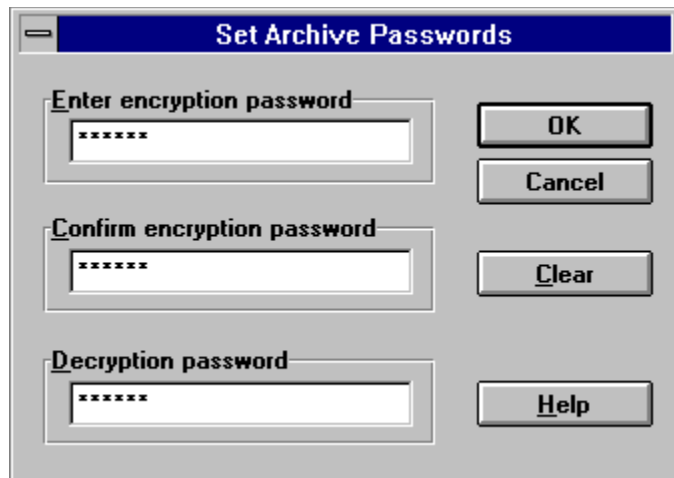 Set Archive Passwords
Enter encryption password
******
OK
Cancel
Confirm encryption password
******
Clear
Decryption password
******
Help